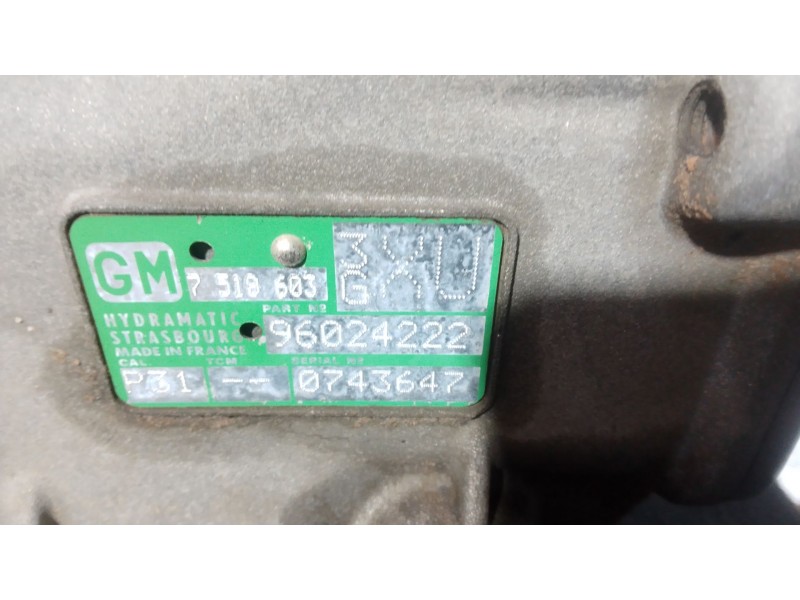 GM 7 510 603
PART Nº
HYDRAMATIC
STRASBOURG 96024222
MADE IN FRANCE
CAL. TCM SERIAL Nº
P31 -- 0743647